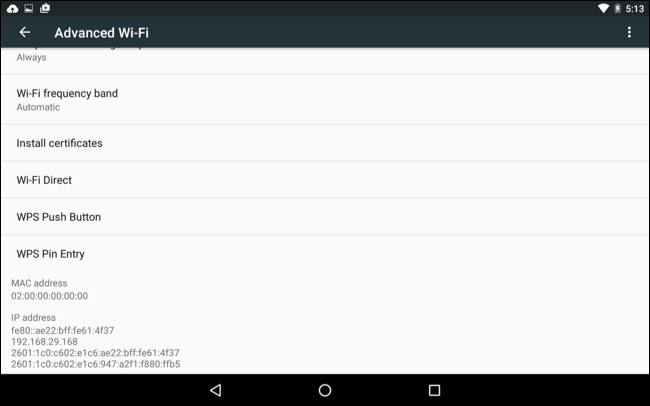 5:13
Advanced Wi-Fi
Always
Wi-Fi frequency band
Automatic
Install certificates
Wi-Fi Direct
WPS Push Button
WPS Pin Entry
MAC address
02:00:00:00:00:00
IP address
fe80::ae22:bff:fe61:4f37
192.168.29.168
2601:1c0:c602:e1c6:ae22:bff:fe61:4f37
2601:1c0:c602:e1c6:947:a2f1:f880:ffb5